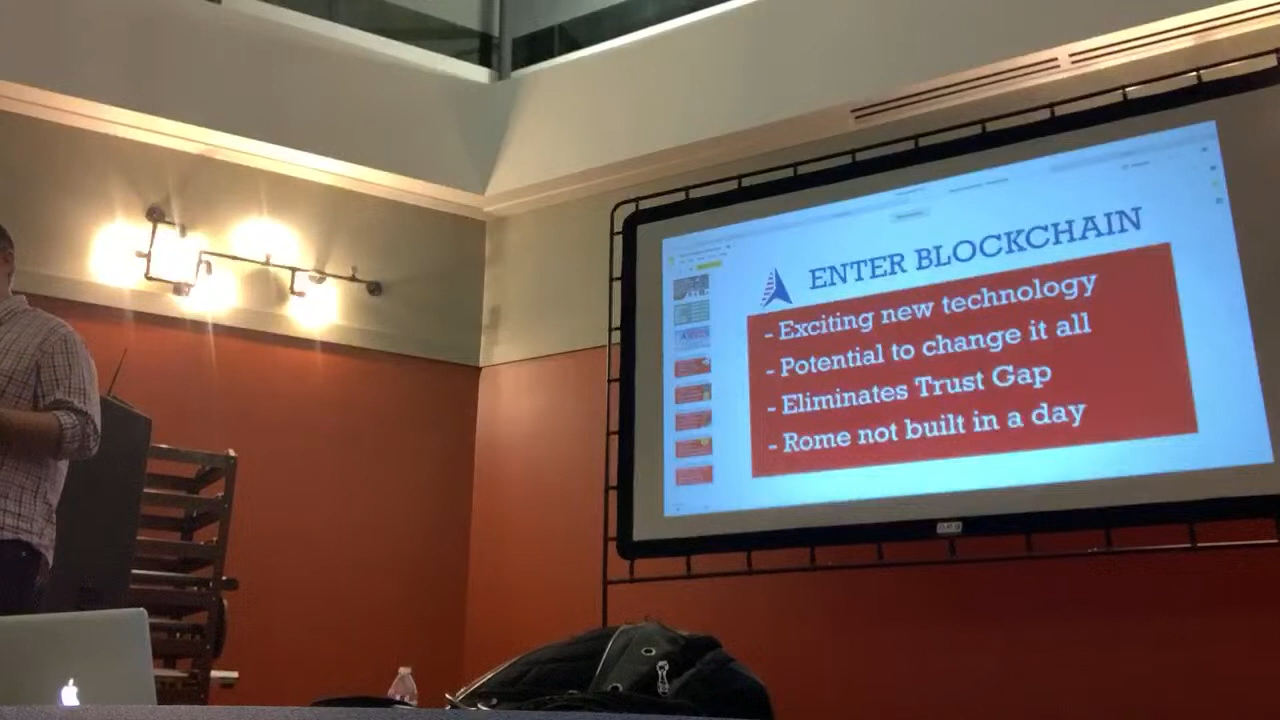 ENTER BLOCKCHAIN
- Exciting new technology
- Potential to change it all
- Eliminates Trust Gap
- Rome not built in a day